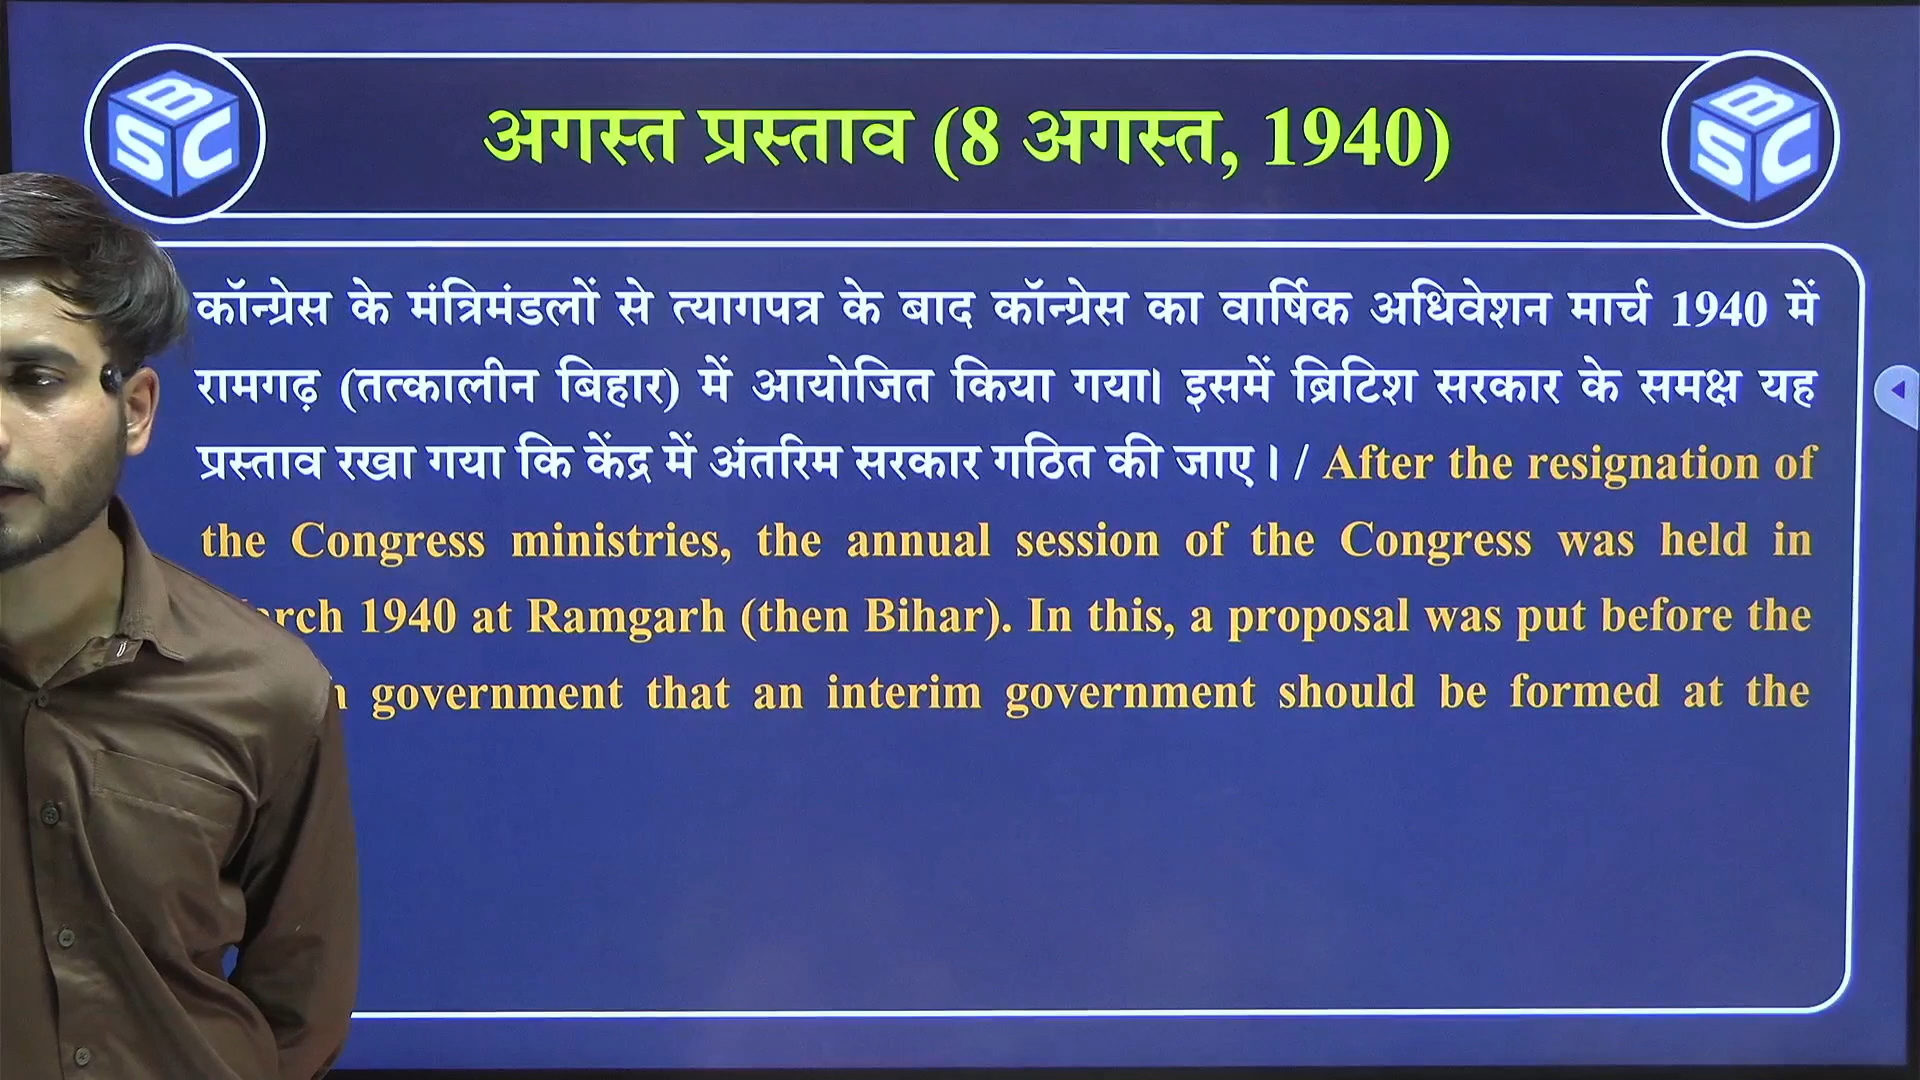 BSC
BSC
अगस्त प्रस्ताव (8 अगस्त, 1940)
कॉन्ग्रेस के मंत्रिमंडलों से त्यागपत्र के बाद कॉन्ग्रेस का वार्षिक अधिवेशन मार्च 1940 में
रामगढ़ (तत्कालीन बिहार) में आयोजित किया गया। इसमें ब्रिटिश सरकार के समक्ष यह
प्रस्ताव रखा गया कि केंद्र में अंतरिम सरकार गठित की जाए । / After the resignation of
the Congress ministries, the annual session of the Congress was held in
1940 at Ramgarh (then Bihar). In this, a proposal was put before the
government that an interim government should be formed at the